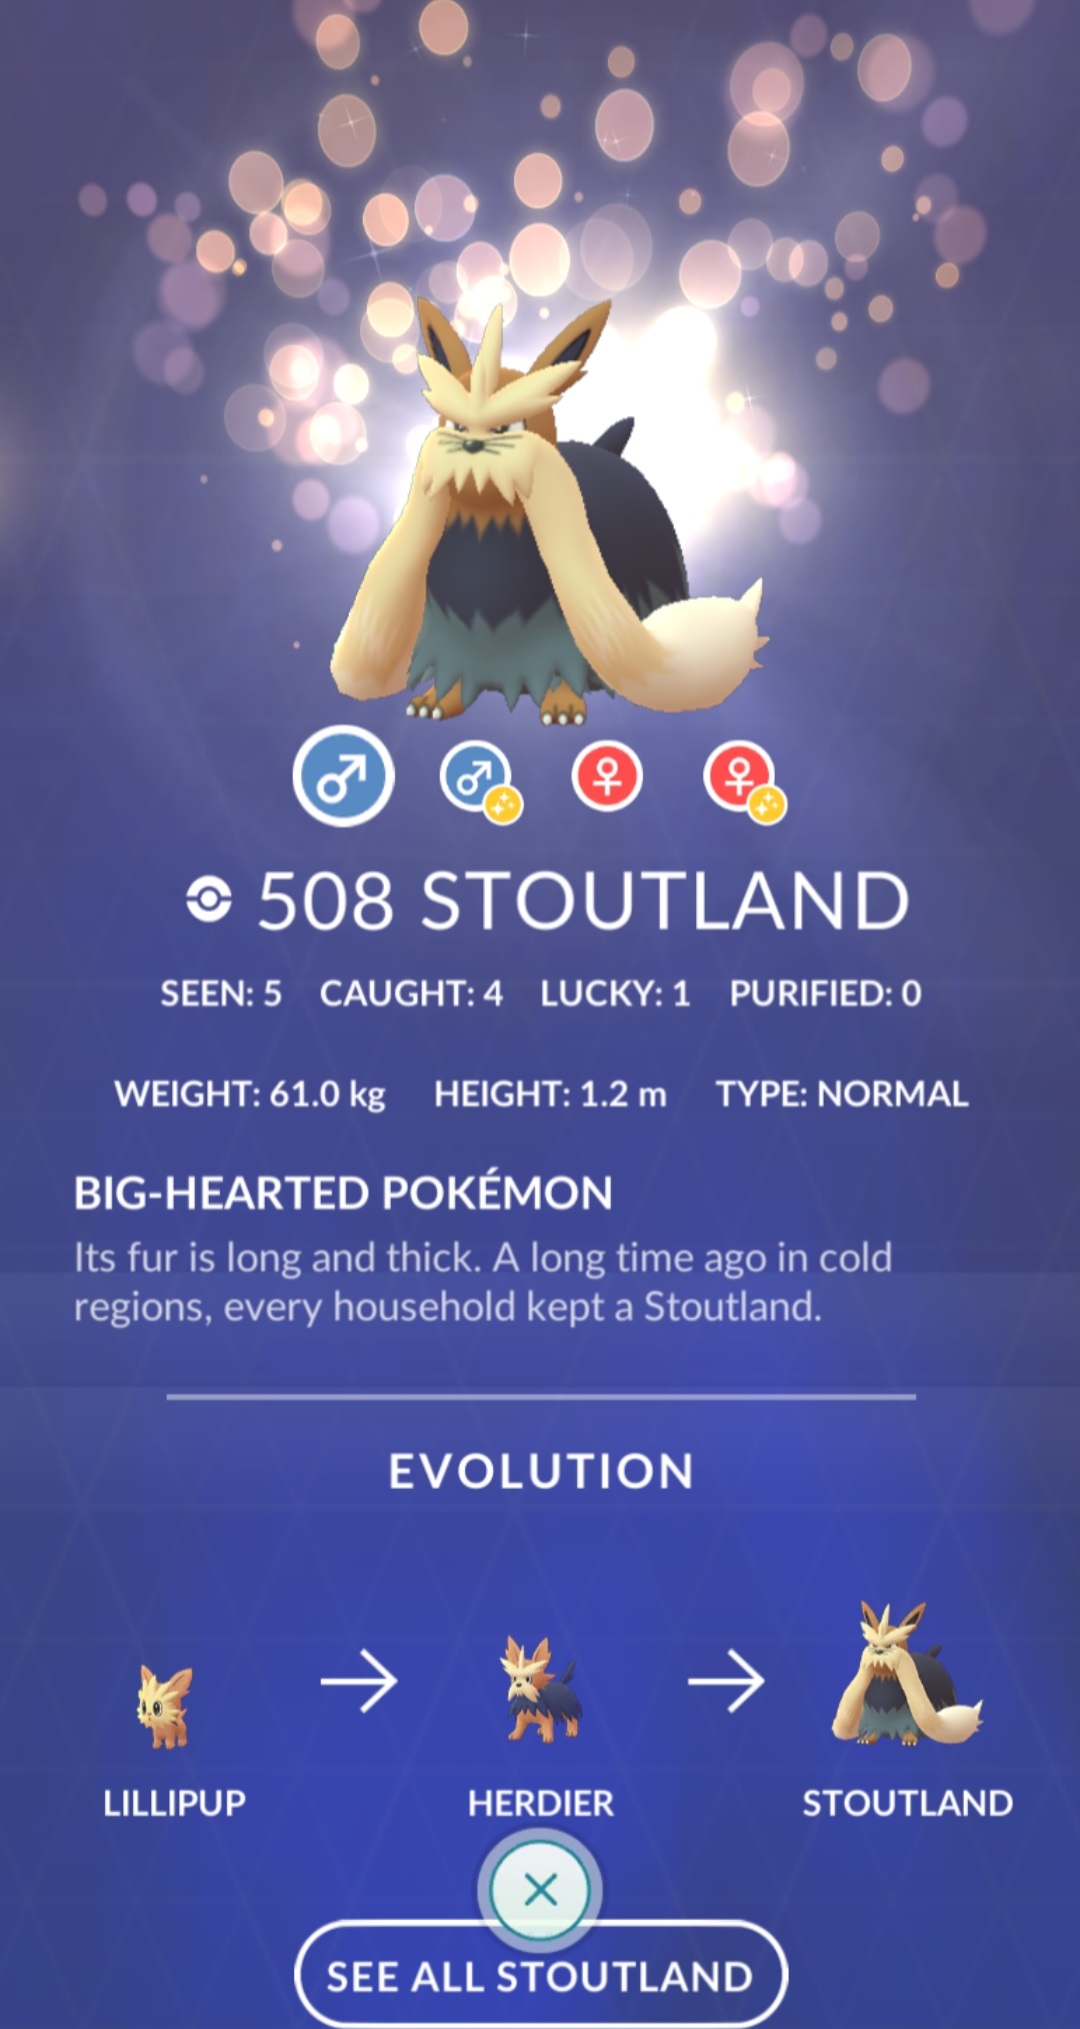 508 STOUTLAND
SEEN: 5 CAUGHT: 4 LUCKY: 1 PURIFIED: 0
WEIGHT: 61.0 kg HEIGHT: 1.2 m TYPE: NORMAL
BIG-HEARTED POKÉMON
Its fur is long and thick. A long time ago in cold
regions, every household kept a Stoutland.
EVOLUTION
LILLIPUP HERDIER STOUTLAND
SEE ALL STOUTLAND